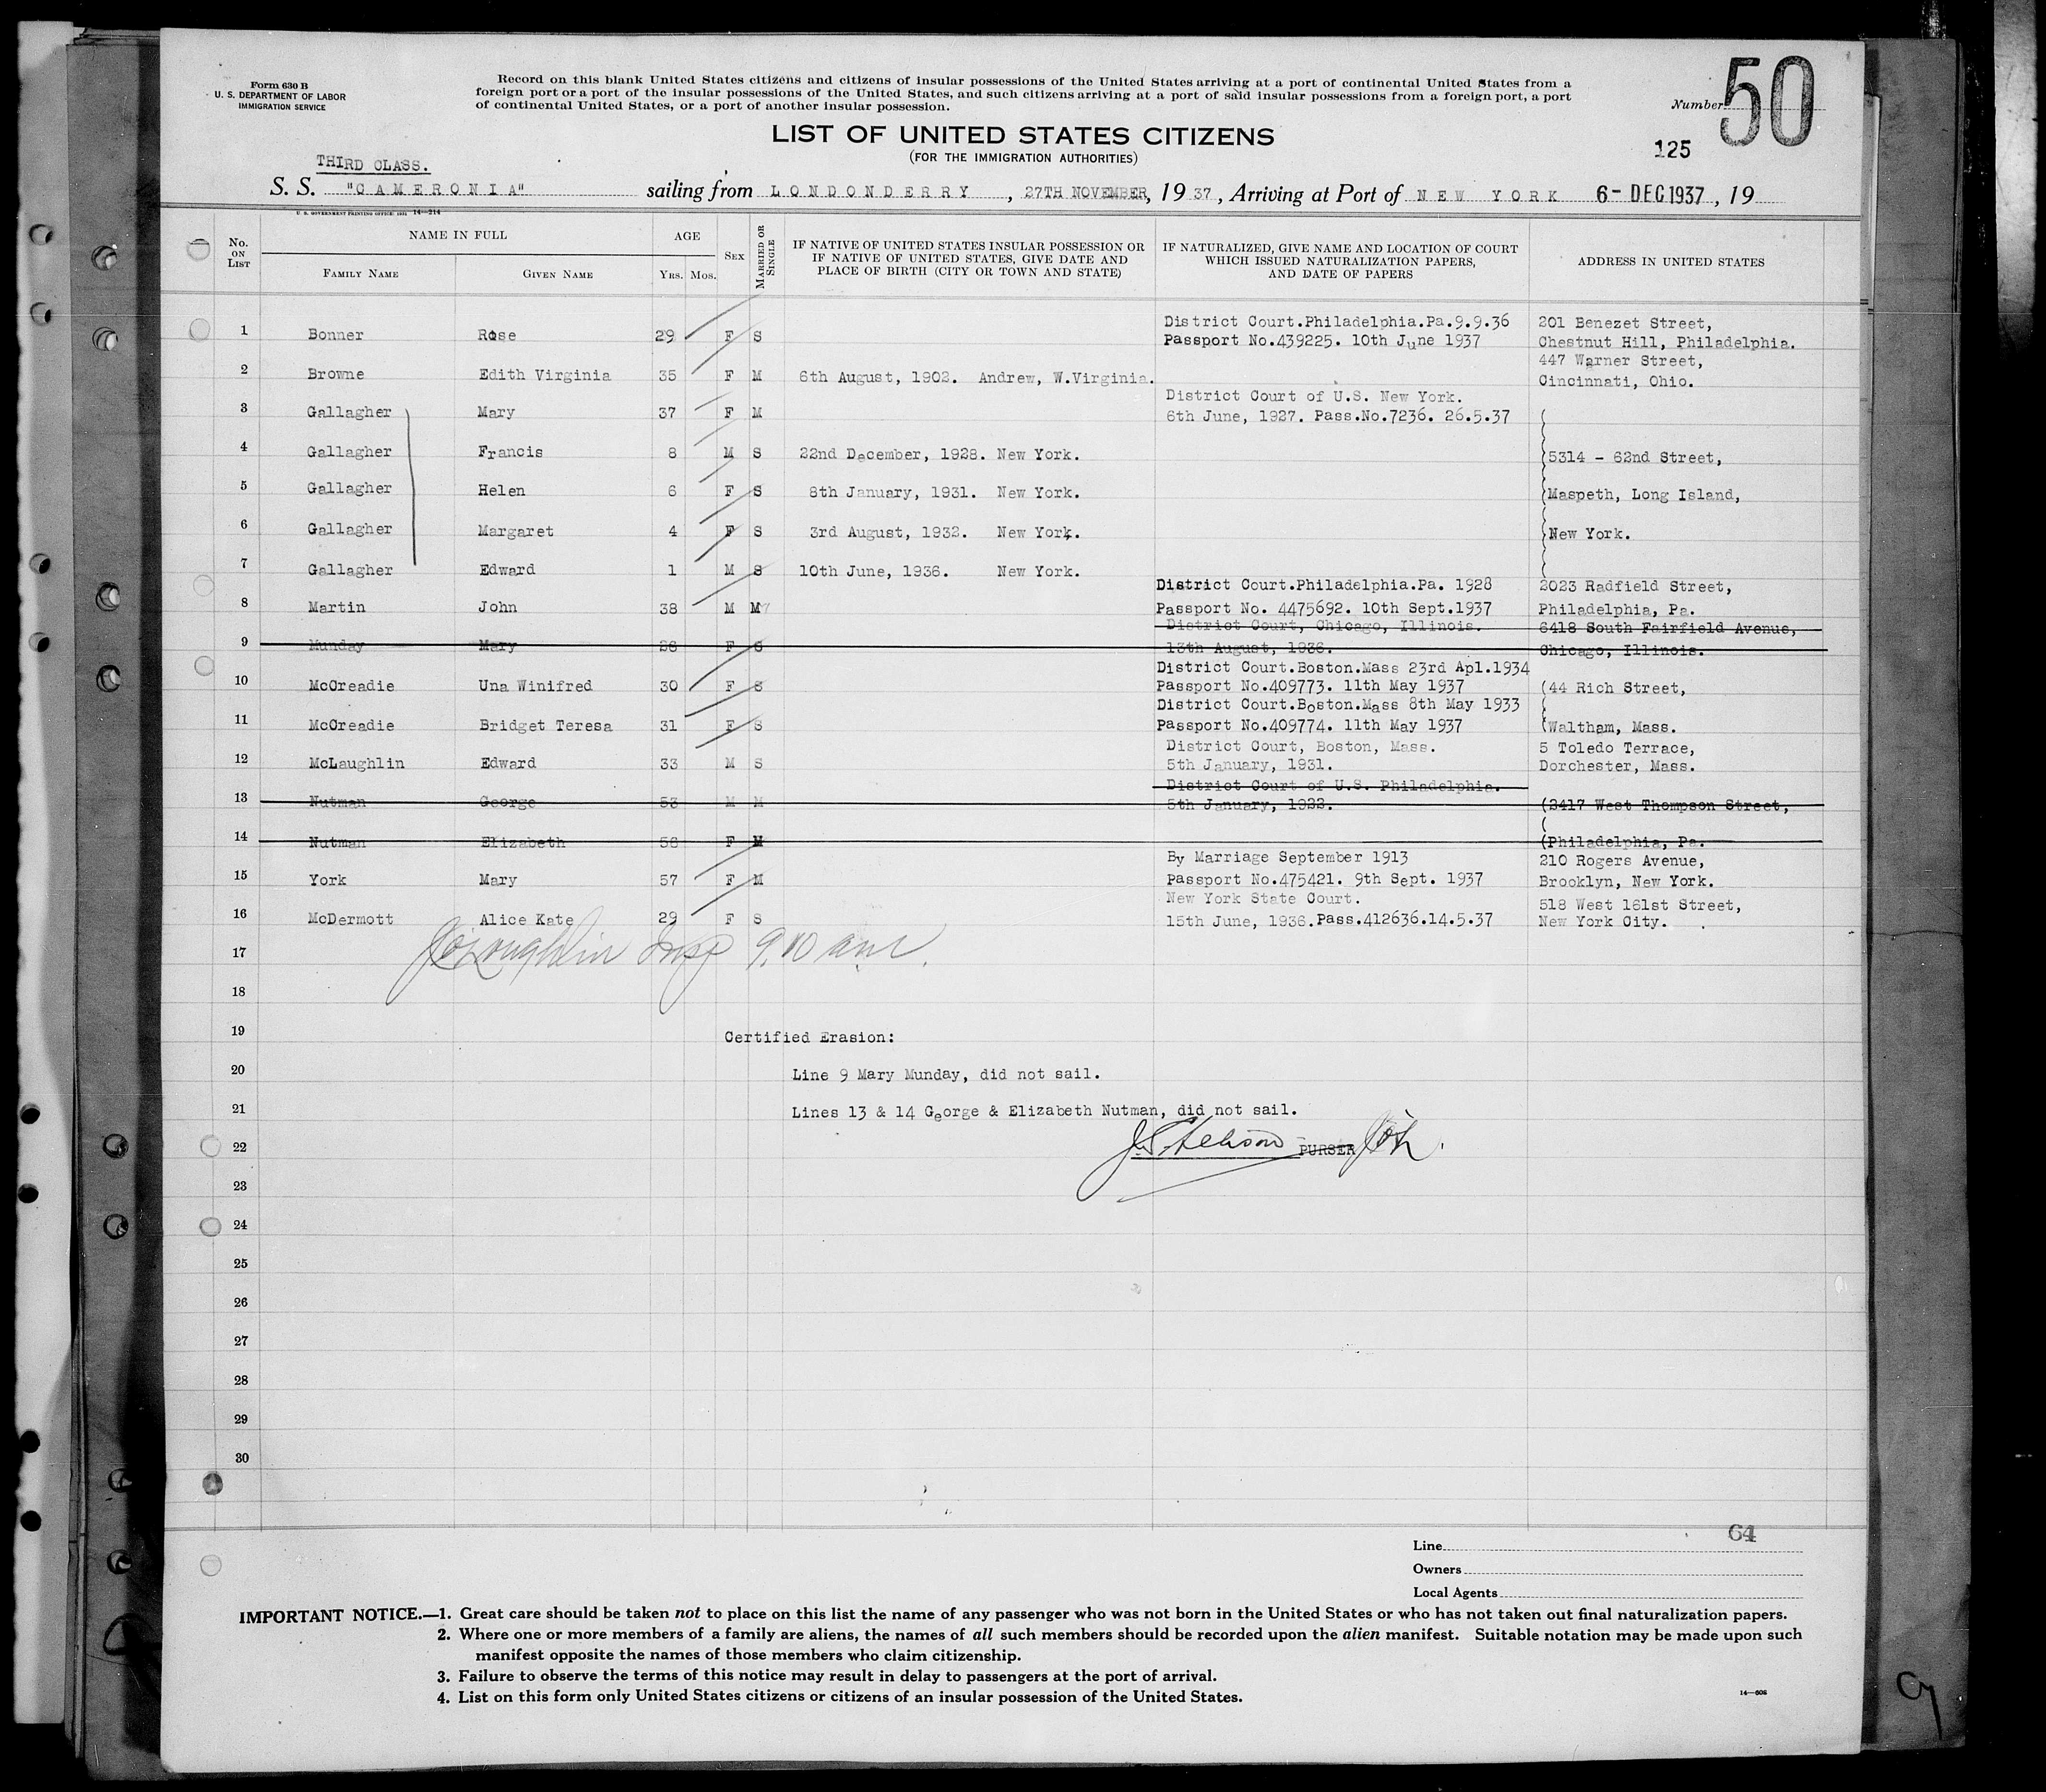 Form 630 B
U. S. DEPARTMENT OF LABOR
IMMIGRATION SERVICE
Record on this blank United States citizens and citizens of insular possessions of the United States arriving at a port of continental United States from a
foreign port or a port of the insular possessions of the United States, and such citizens arriving at a port of said insular possessions from a foreign port, a port
of continental United States, or a port of another insular possession.
Number 50
125
LIST OF UNITED STATES CITIZENS
(FOR THE IMMIGRATION AUTHORITIES)
THIRD CLASS.
S. S. "CAMERONIA" sailing from LONDONDERRY, 27TH NOVEMBER, 1937, Arriving at Port of NEW YORK 6- DEC 1937, 19
U. S. GOVERNMENT PRINTING OFFICE: 1931 14—214
No. ON LIST NAME IN FULL AGE SEX MARRIED OR SINGLE IF NATIVE OF UNITED STATES INSULAR POSSESSION OR IF NATIVE OF UNITED STATES, GIVE DATE AND PLACE OF BIRTH (CITY OR TOWN AND STATE) IF NATURALIZED, GIVE NAME AND LOCATION OF COURT WHICH ISSUED NATURALIZATION PAPERS, AND DATE OF PAPERS ADDRESS IN UNITED STATES
FAMILY NAME GIVEN NAME YRS. MOS.
District Court.Philadelphia.Pa.9.9.36 201 Benezet Street,
1 Bonner Rose 29 F S Passport No.439225. 10th June 1937 Chestnut Hill, Philadelphia.
447 Warner Street,
2 Browne Edith Virginia 35 F M 6th August, 1902. Andrew, W.Virginia. Cincinnati, Ohio.
District Court of U.S. New York.
3 Gallagher Mary 37 F M 6th June, 1927. Pass.No.7236. 26.5.37
4 Gallagher Francis 8 M S 22nd December, 1928. New York. 5314 - 62nd Street,
5 Gallagher Helen 6 F S 8th January, 1931. New York. Maspeth, Long Island,
6 Gallagher Margaret 4 F S 3rd August, 1932. New York. New York.
7 Gallagher Edward 1 M S 10th June, 1936. New York.
District Court.Philadelphia.Pa. 1928 2023 Radfield Street,
8 Martin John 38 M M Passport No. 4475692. 10th Sept.1937 Philadelphia, Pa.
District Court, Chicago, Illinois. 6418 South Fairfield Avenue,
9 Munday Mary 28 F S 13th August, 1936. Chicago, Illinois.
District Court.Boston.Mass 23rd Apl.1934
10 McCreadie Una Winifred 30 F S Passport No.409773. 11th May 1937 (44 Rich Street,
District Court.Boston.Mass 8th May 1933
11 McCreadie Bridget Teresa 31 F S Passport No.409774. 11th May 1937 (Waltham, Mass.
District Court, Boston, Mass. 5 Toledo Terrace,
12 McLaughlin Edward 33 M S 5th January, 1931. Dorchester, Mass.
District Court of U.S. Philadelphia.
13 Nutman George 53 M M 5th January, 1922. (2417 West Thompson Street,
14 Nutman Elizabeth 58 F M (Philadelphia, Pa.
By Marriage September 1913 210 Rogers Avenue,
15 York Mary 57 F M Passport No.475421. 9th Sept. 1937 Brooklyn, New York.
New York State Court. 518 West 161st Street,
16 McDermott Alice Kate 29 F S 15th June, 1936.Pass.412636.14.5.37 New York City.
17 Insp 9.10 am.
18
19 Certified Erasion:
20 Line 9 Mary Munday, did not sail.
21 Lines 13 & 14 George & Elizabeth Nutman, did not sail.
22 PURSER
23
24
25
26
27
28
29
30
64
Line
Owners
Local Agents
IMPORTANT NOTICE.—1. Great care should be taken not to place on this list the name of any passenger who was not born in the United States or who has not taken out final naturalization papers.
2. Where one or more members of a family are aliens, the names of all such members should be recorded upon the alien manifest. Suitable notation may be made upon such
manifest opposite the names of those members who claim citizenship.
3. Failure to observe the terms of this notice may result in delay to passengers at the port of arrival.
4. List on this form only United States citizens or citizens of an insular possession of the United States.
14—608